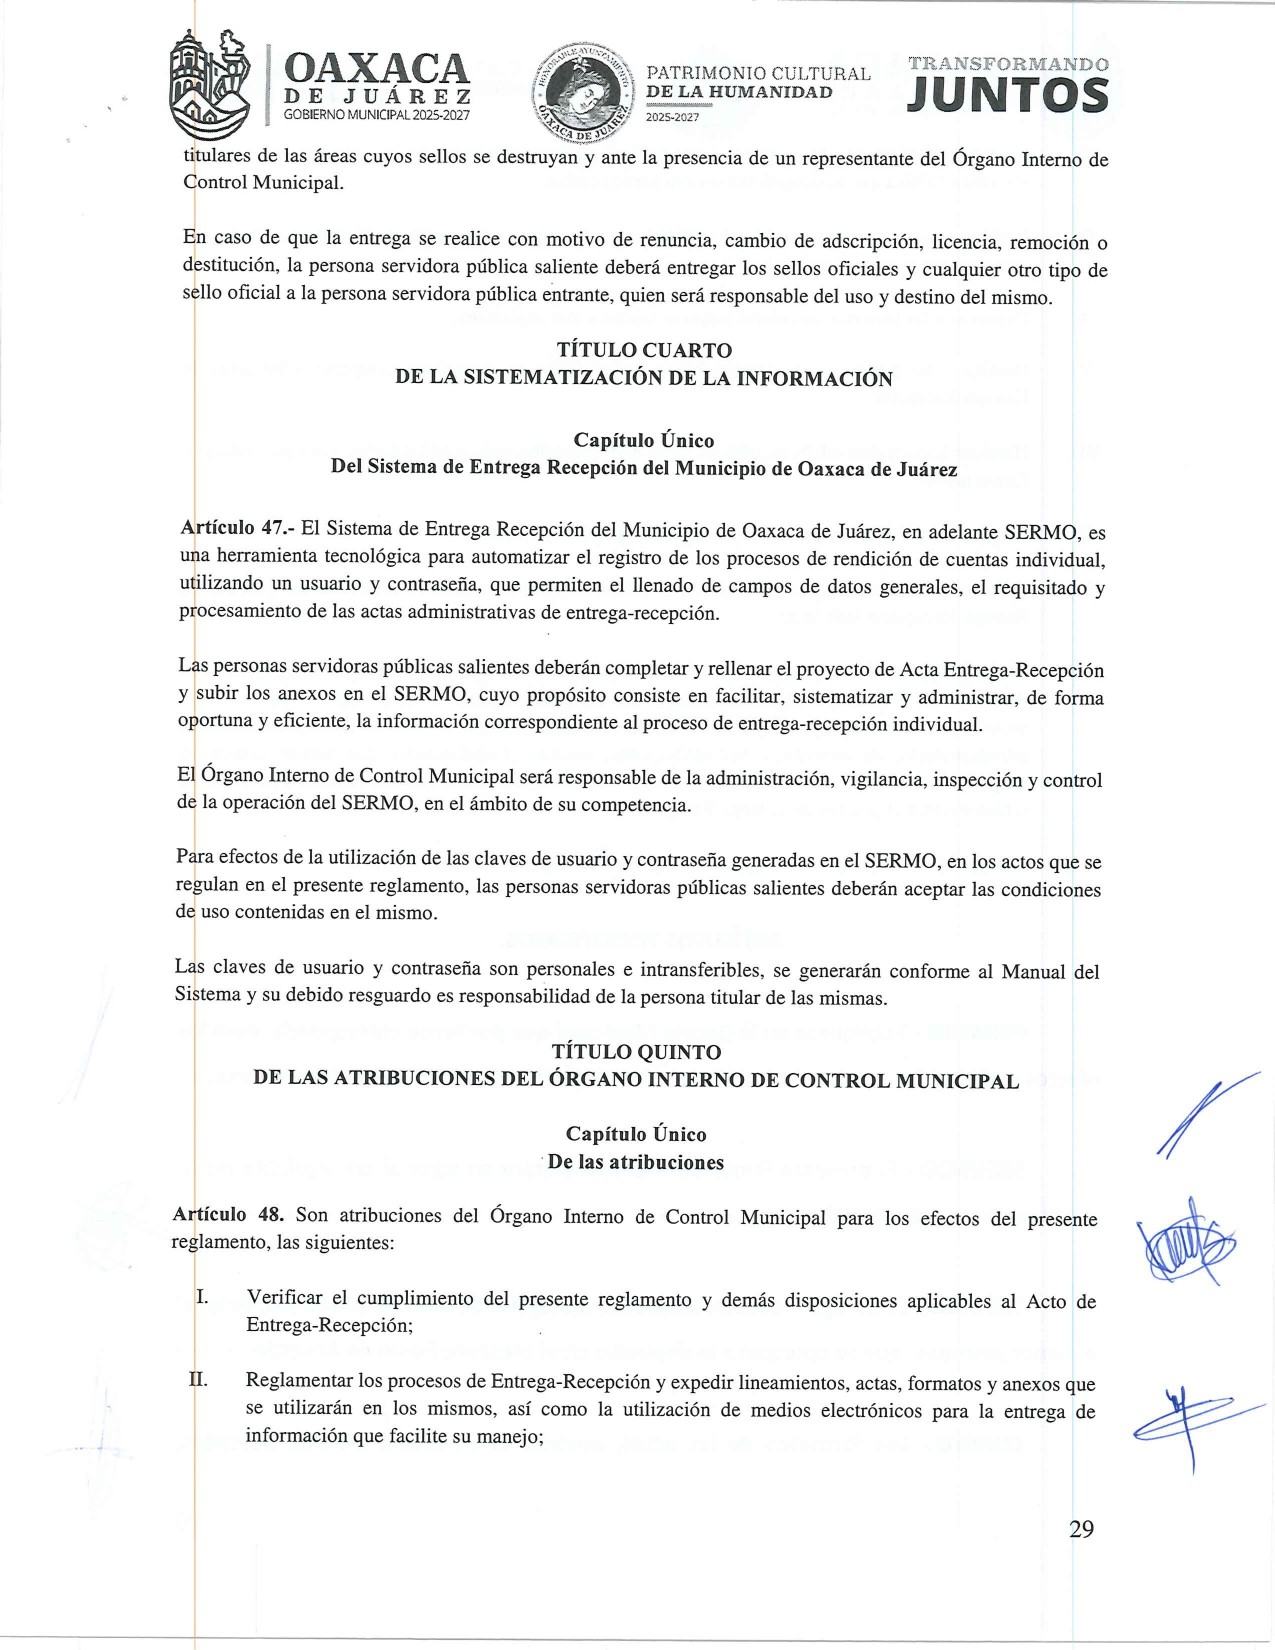 OAXACA
DE JUÁREZ
GOBIERNO MUNICIPAL 2025-2027
HONORABLE AYUNTAMIENTO
OAXACA DE JUÁREZ
PATRIMONIO CULTURAL
DE LA HUMANIDAD
2025-2027
TRANSFORMANDO
JUNTOS
titulares de las áreas cuyos sellos se destruyan y ante la presencia de un representante del Órgano Interno de
Control Municipal.
En caso de que la entrega se realice con motivo de renuncia, cambio de adscripción, licencia, remoción o
destitución, la persona servidora pública saliente deberá entregar los sellos oficiales y cualquier otro tipo de
sello oficial a la persona servidora pública entrante, quien será responsable del uso y destino del mismo.
TÍTULO CUARTO
DE LA SISTEMATIZACIÓN DE LA INFORMACIÓN
Capítulo Único
Del Sistema de Entrega Recepción del Municipio de Oaxaca de Juárez
Artículo 47.- El Sistema de Entrega Recepción del Municipio de Oaxaca de Juárez, en adelante SERMO, es
una herramienta tecnológica para automatizar el registro de los procesos de rendición de cuentas individual,
utilizando un usuario y contraseña, que permiten el llenado de campos de datos generales, el requisitado y
procesamiento de las actas administrativas de entrega-recepción.
Las personas servidoras públicas salientes deberán completar y rellenar el proyecto de Acta Entrega-Recepción
y subir los anexos en el SERMO, cuyo propósito consiste en facilitar, sistematizar y administrar, de forma
oportuna y eficiente, la información correspondiente al proceso de entrega-recepción individual.
El Órgano Interno de Control Municipal será responsable de la administración, vigilancia, inspección y control
de la operación del SERMO, en el ámbito de su competencia.
Para efectos de la utilización de las claves de usuario y contraseña generadas en el SERMO, en los actos que se
regulan en el presente reglamento, las personas servidoras públicas salientes deberán aceptar las condiciones
de uso contenidas en el mismo.
Las claves de usuario y contraseña son personales e intransferibles, se generarán conforme al Manual del
Sistema y su debido resguardo es responsabilidad de la persona titular de las mismas.
TÍTULO QUINTO
DE LAS ATRIBUCIONES DEL ÓRGANO INTERNO DE CONTROL MUNICIPAL
Capítulo Único
De las atribuciones
Artículo 48. Son atribuciones del Órgano Interno de Control Municipal para los efectos del presente
reglamento, las siguientes:
I. Verificar el cumplimiento del presente reglamento y demás disposiciones aplicables al Acto de
Entrega-Recepción;
II. Reglamentar los procesos de Entrega-Recepción y expedir lineamientos, actas, formatos y anexos que
se utilizarán en los mismos, así como la utilización de medios electrónicos para la entrega de
información que facilite su manejo;
29